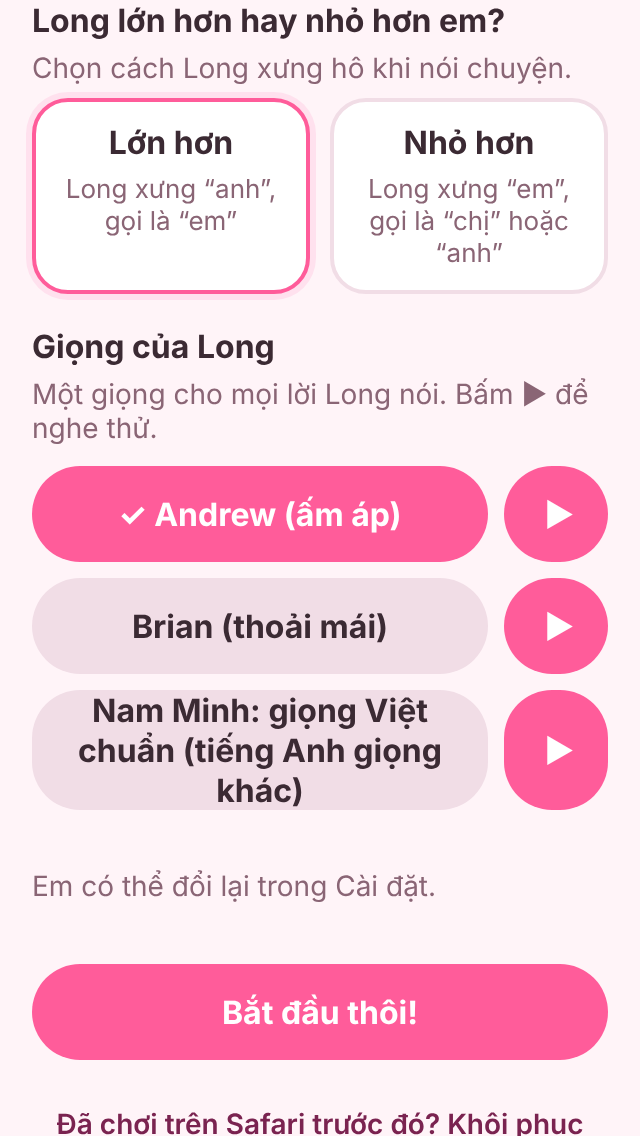 Long lớn hơn hay nhỏ hơn em?
Chọn cách Long xưng hô khi nói chuyện.
Lớn hơn
Long xưng “anh”,
gọi là “em”
Nhỏ hơn
Long xưng “em”,
gọi là “chị” hoặc
“anh”
Giọng của Long
Một giọng cho mọi lời Long nói. Bấm ▶ để
nghe thử.
✓ Andrew (ấm áp)
Brian (thoải mái)
Nam Minh: giọng Việt
chuẩn (tiếng Anh giọng
khác)
Em có thể đổi lại trong Cài đặt.
Bắt đầu thôi!
Đã chơi trên Safari trước đó? Khôi phục